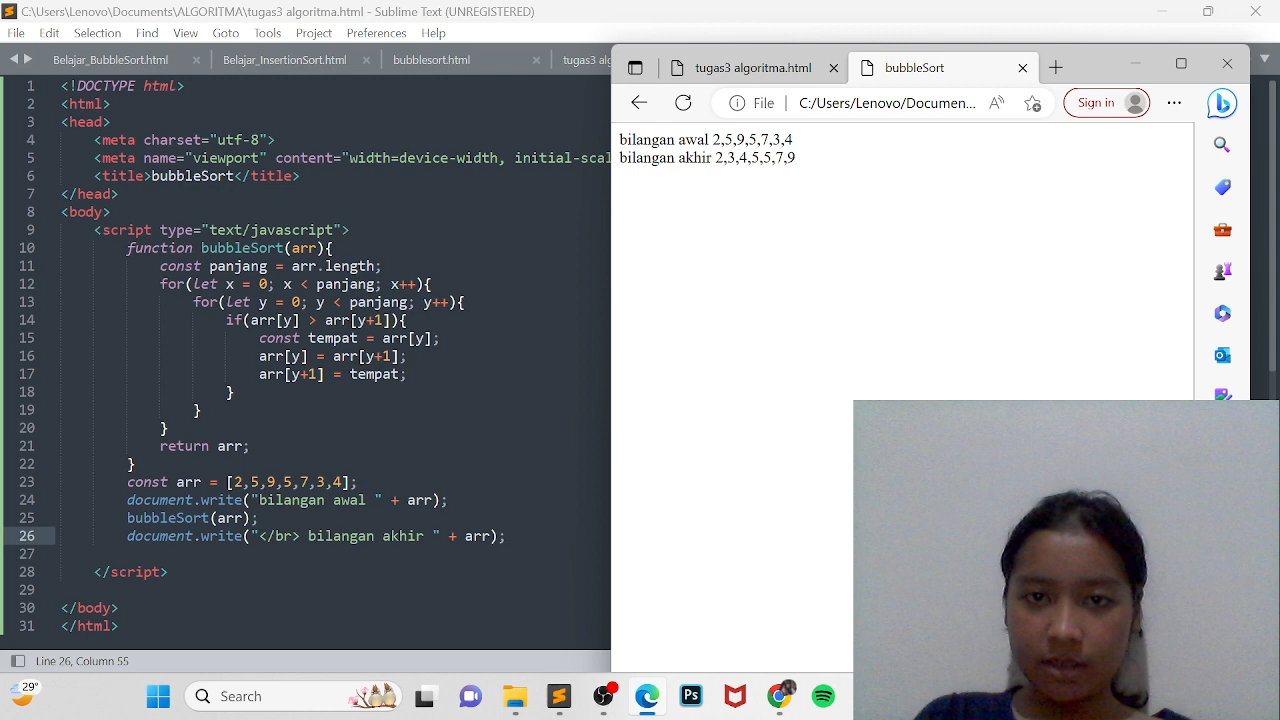 C:\Users\Lenovo\Documents\ALGORITMA\tugas3 algoritma.html - Sublime Text (UNREGISTERED)
File Edit Selection Find View Goto Tools Project Preferences Help
Belajar_BubbleSort.html Belajar_InsertionSort.html bubblesort.html tugas3 alg
1 <!DOCTYPE html>
2 <html>
3 <head>
4 <meta charset="utf-8">
5 <meta name="viewport" content="width=device-width, initial-scal
6 <title>bubbleSort</title>
7 </head>
8 <body>
9 <script type="text/javascript">
10 function bubbleSort(arr){
11 const panjang = arr.length;
12 for(let x = 0; x < panjang; x++){
13 for(let y = 0; y < panjang; y++){
14 if(arr[y] > arr[y+1]){
15 const tempat = arr[y];
16 arr[y] = arr[y+1];
17 arr[y+1] = tempat;
18 }
19 }
20 }
21 return arr;
22 }
23 const arr = [2,5,9,5,7,3,4];
24 document.write("bilangan awal " + arr);
25 bubbleSort(arr);
26 document.write("</br> bilangan akhir " + arr);
27
28 </script>
29
30 </body>
31 </html>
Line 26, Column 55
tugas3 algoritma.html bubbleSort
File C:/Users/Lenovo/Documen... Sign in
bilangan awal 2,5,9,5,7,3,4
bilangan akhir 2,3,4,5,5,7,9
29° Search Ps